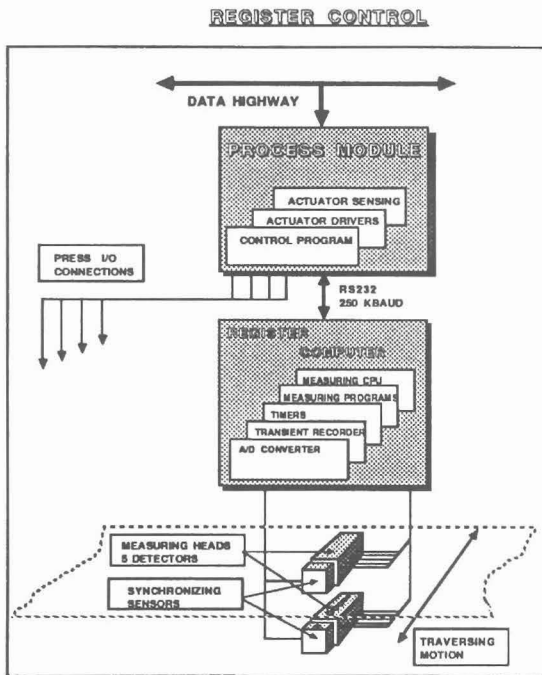 REGISTER CONTROL
DATA HIGHWAY
PROCESS MODULE
ACTUATOR SENSING
ACTUATOR DRIVERS
CONTROL PROGRAM
PRESS I/O
CONNECTIONS
RS232
250 KBAUD
REGISTER
COMPUTER
MEASURING CPU
MEASURING PROGRAMS
TIMERS
TRANSIENT RECORDER
A/D CONVERTER
MEASURING HEADS
5 DETECTORS
SYNCHRONIZING
SENSORS
TRAVERSING
MOTION